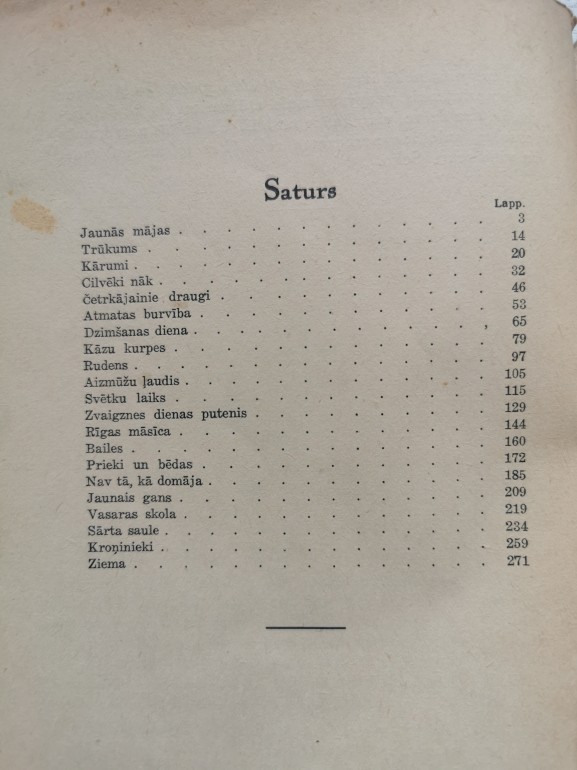 Saturs
Lapp.
Jaunās mājas . . . . . . . . . . . 3
Trūkums . . . . . . . . . . . . . 14
Kārumi . . . . . . . . . . . . . 20
Cilvēki nāk . . . . . . . . . . . . 32
Četrkājainie draugi . . . . . . . . . . 46
Atmatas burvība . . . . . . . . . . . 53
Dzimšanas diena . . . . . . . . . . . 65
Kāzu kurpes . . . . . . . . . . . . 79
Rudens . . . . . . . . . . . . . 97
Aizmūžu ļaudis . . . . . . . . . . . 105
Svētku laiks . . . . . . . . . . . . 115
Zvaigznes dienas putenis . . . . . . . . . 129
Rīgas māsīca . . . . . . . . . . . . 144
Bailes . . . . . . . . . . . . . 160
Prieki un bēdas . . . . . . . . . . . 172
Nav tā, kā domāja . . . . . . . . . . 185
Jaunais gans . . . . . . . . . . . . 209
Vasaras skola . . . . . . . . . . . . 219
Sārta saule . . . . . . . . . . . . 234
Kroņinieki . . . . . . . . . . . . 259
Ziema . . . . . . . . . . . . . 271